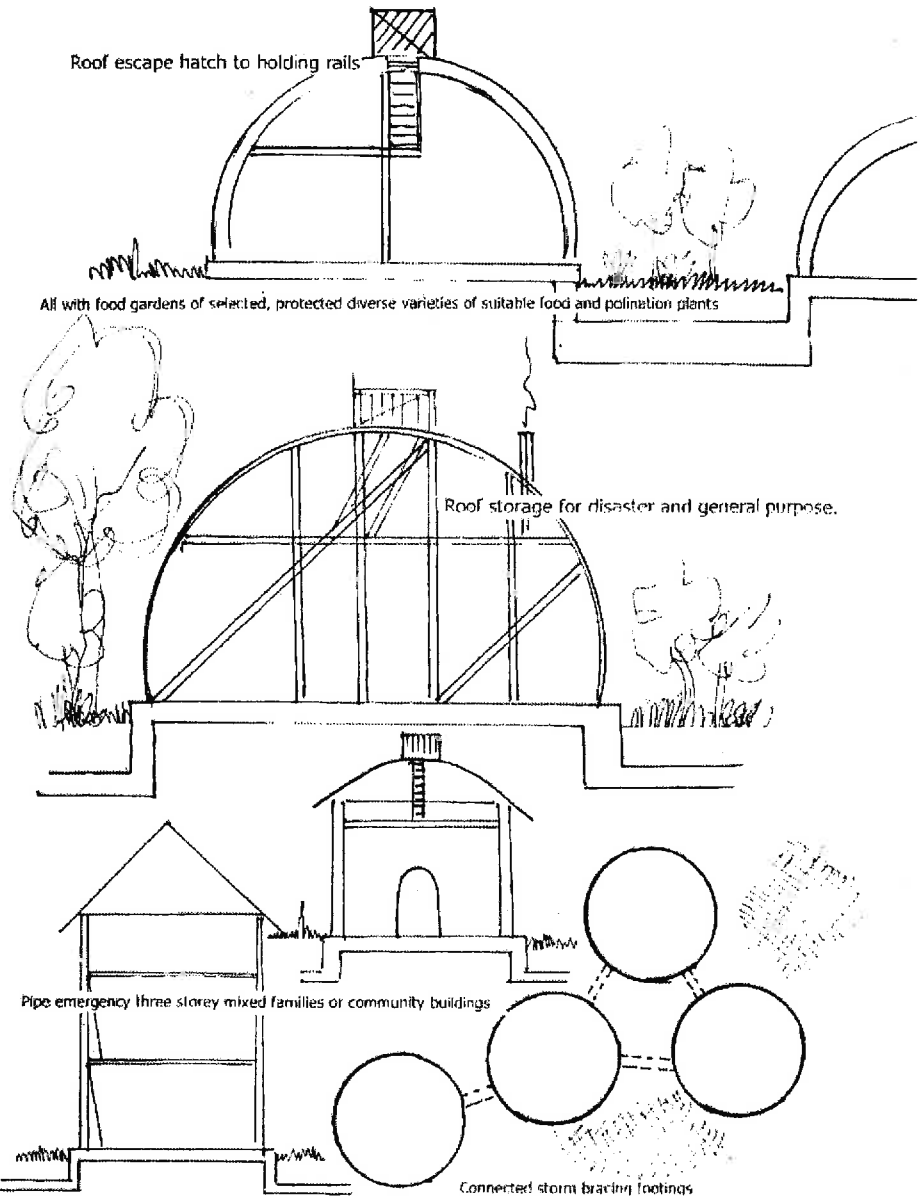 Roof escape hatch to holding rails
All with food gardens of selected, protected diverse varieties of suitable food and polination plants
Roof storage for disaster and general purpose.
Pipe emergency three storey mixed families or community buildings
Connected storm bracing footings